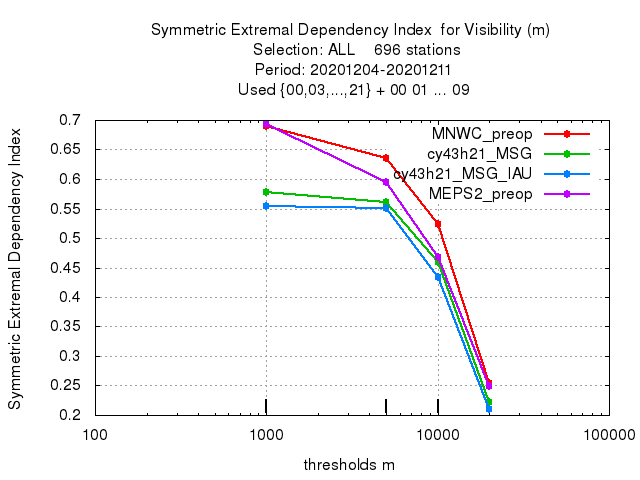 Symmetric Extremal Dependency Index  for Visibility (m)
Selection: ALL    696 stations
Period: 20201204-20201211
Used {00,03,...,21} + 00 01 ... 09
Symmetric Extremal Dependency Index
0.7
0.65
0.6
0.55
0.5
0.45
0.4
0.35
0.3
0.25
0.2
MNWC_preop
cy43h21_MSG
cy43h21_MSG_IAU
MEPS2_preop
100 1000 10000 100000
thresholds m